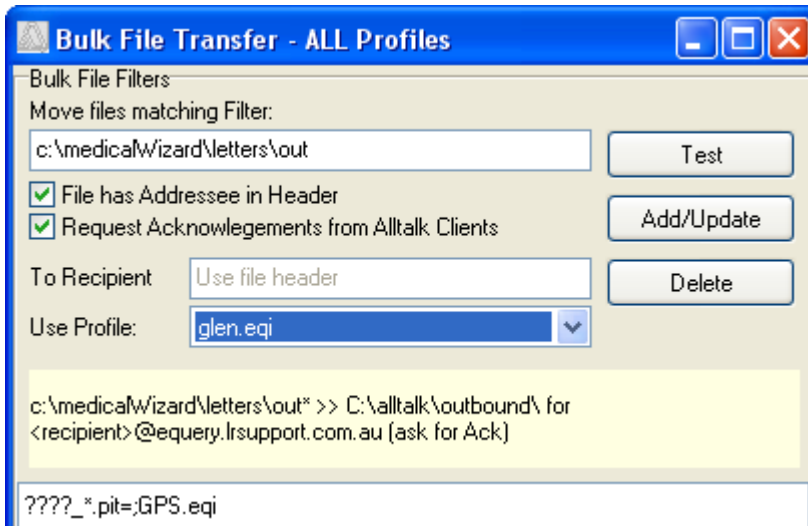 Bulk File Transfer - ALL Profiles
Bulk File Filters
Move files matching Filter:
c:\medicalWizard\letters\out
Test
File has Addressee in Header
Request Acknowlegements from Alltalk Clients
Add/Update
To Recipient Use file header
Delete
Use Profile: glen.eqi
c:\medicalWizard\letters\out* >> C:\alltalk\outbound\ for
<recipient>@equery.lrsupport.com.au (ask for Ack)
????_*.pit=;GPS.eqi